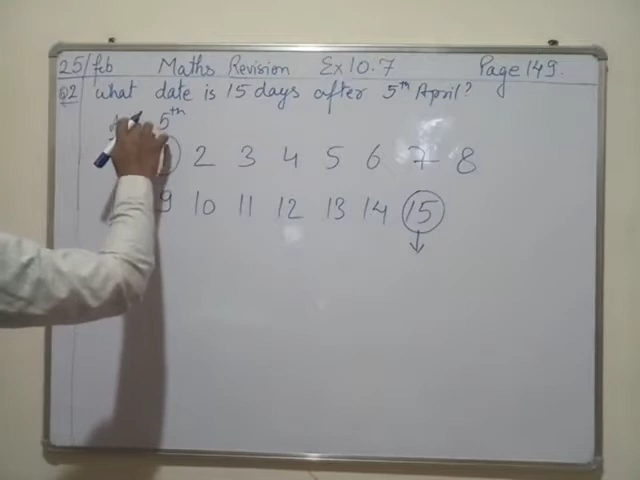 25/feb Maths Revision Ex 10.7 Page 149.
Q2 What date is 15 days after 5th April?
5th
2 3 4 5 6 7 8
9 10 11 12 13 14 15